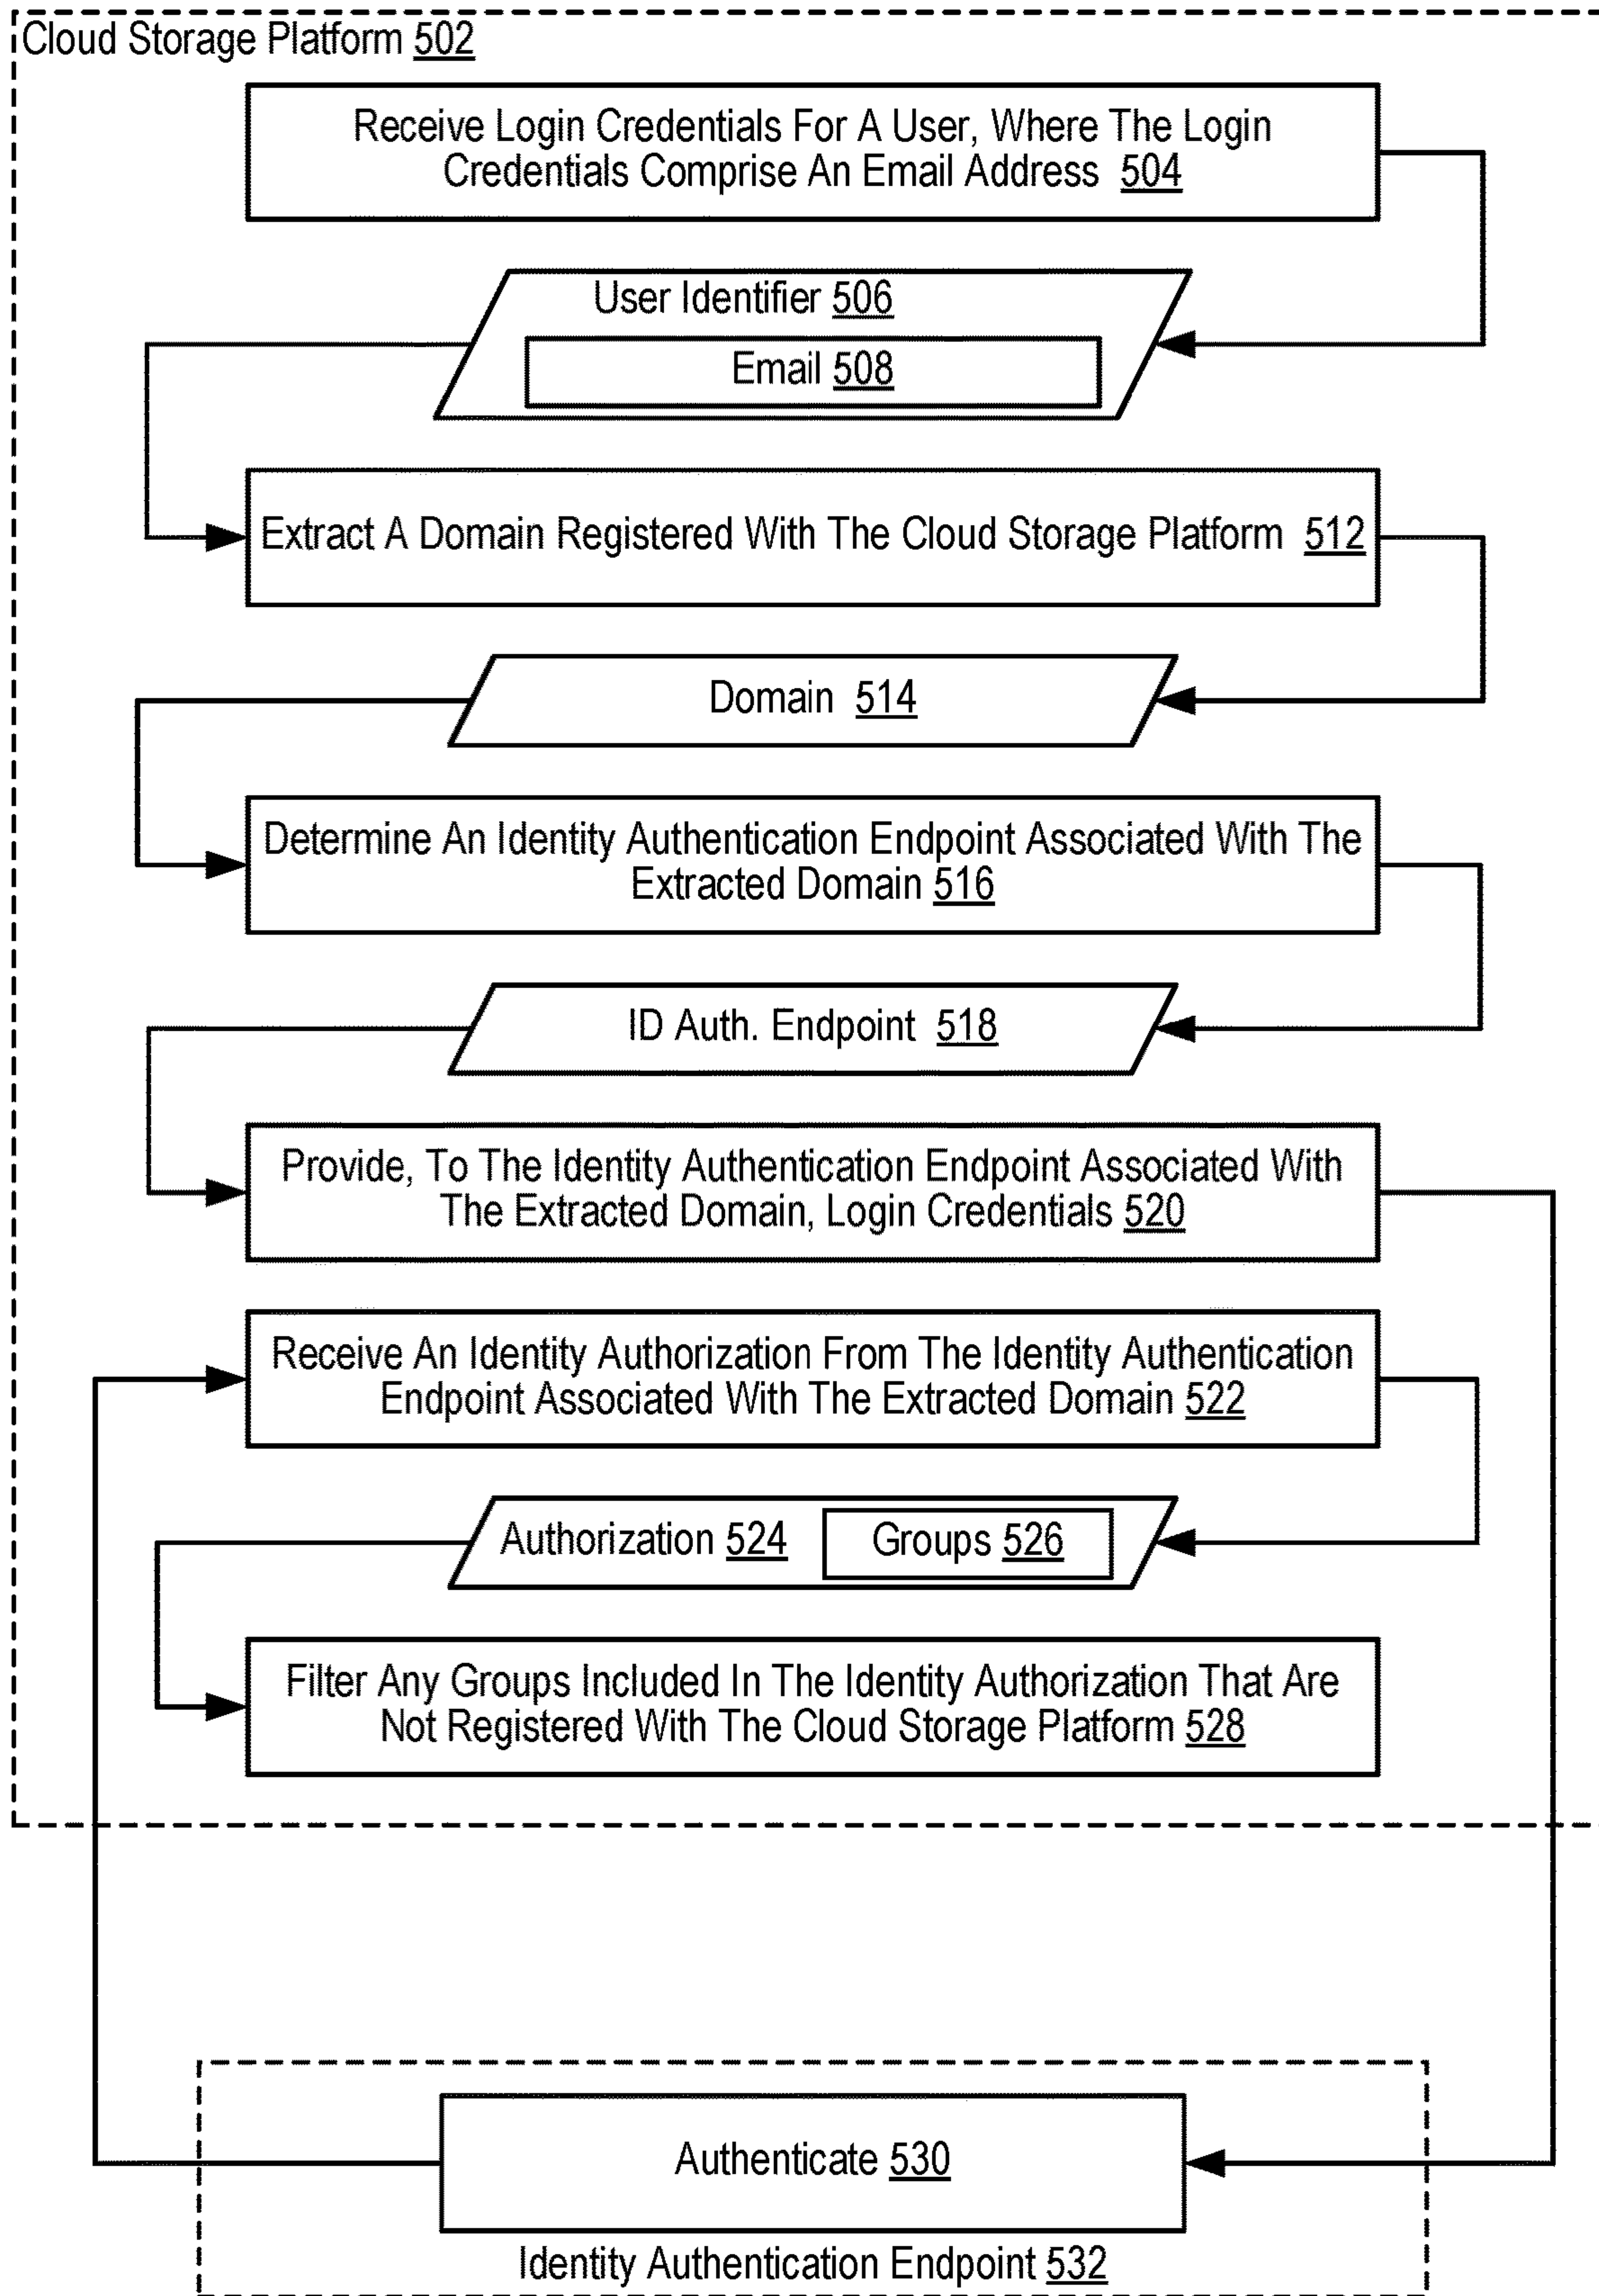 Cloud Storage Platform 502
Receive Login Credentials For A User, Where The Login
Credentials Comprise An Email Address 504
User Identifier 506
Email 508
Extract A Domain Registered With The Cloud Storage Platform 512
Domain 514
Determine An Identity Authentication Endpoint Associated With The
Extracted Domain 516
ID Auth. Endpoint 518
Provide, To The Identity Authentication Endpoint Associated With
The Extracted Domain, Login Credentials 520
Receive An Identity Authorization From The Identity Authentication
Endpoint Associated With The Extracted Domain 522
Authorization 524 Groups 526
Filter Any Groups Included In The Identity Authorization That Are
Not Registered With The Cloud Storage Platform 528
Authenticate 530
Identity Authentication Endpoint 532